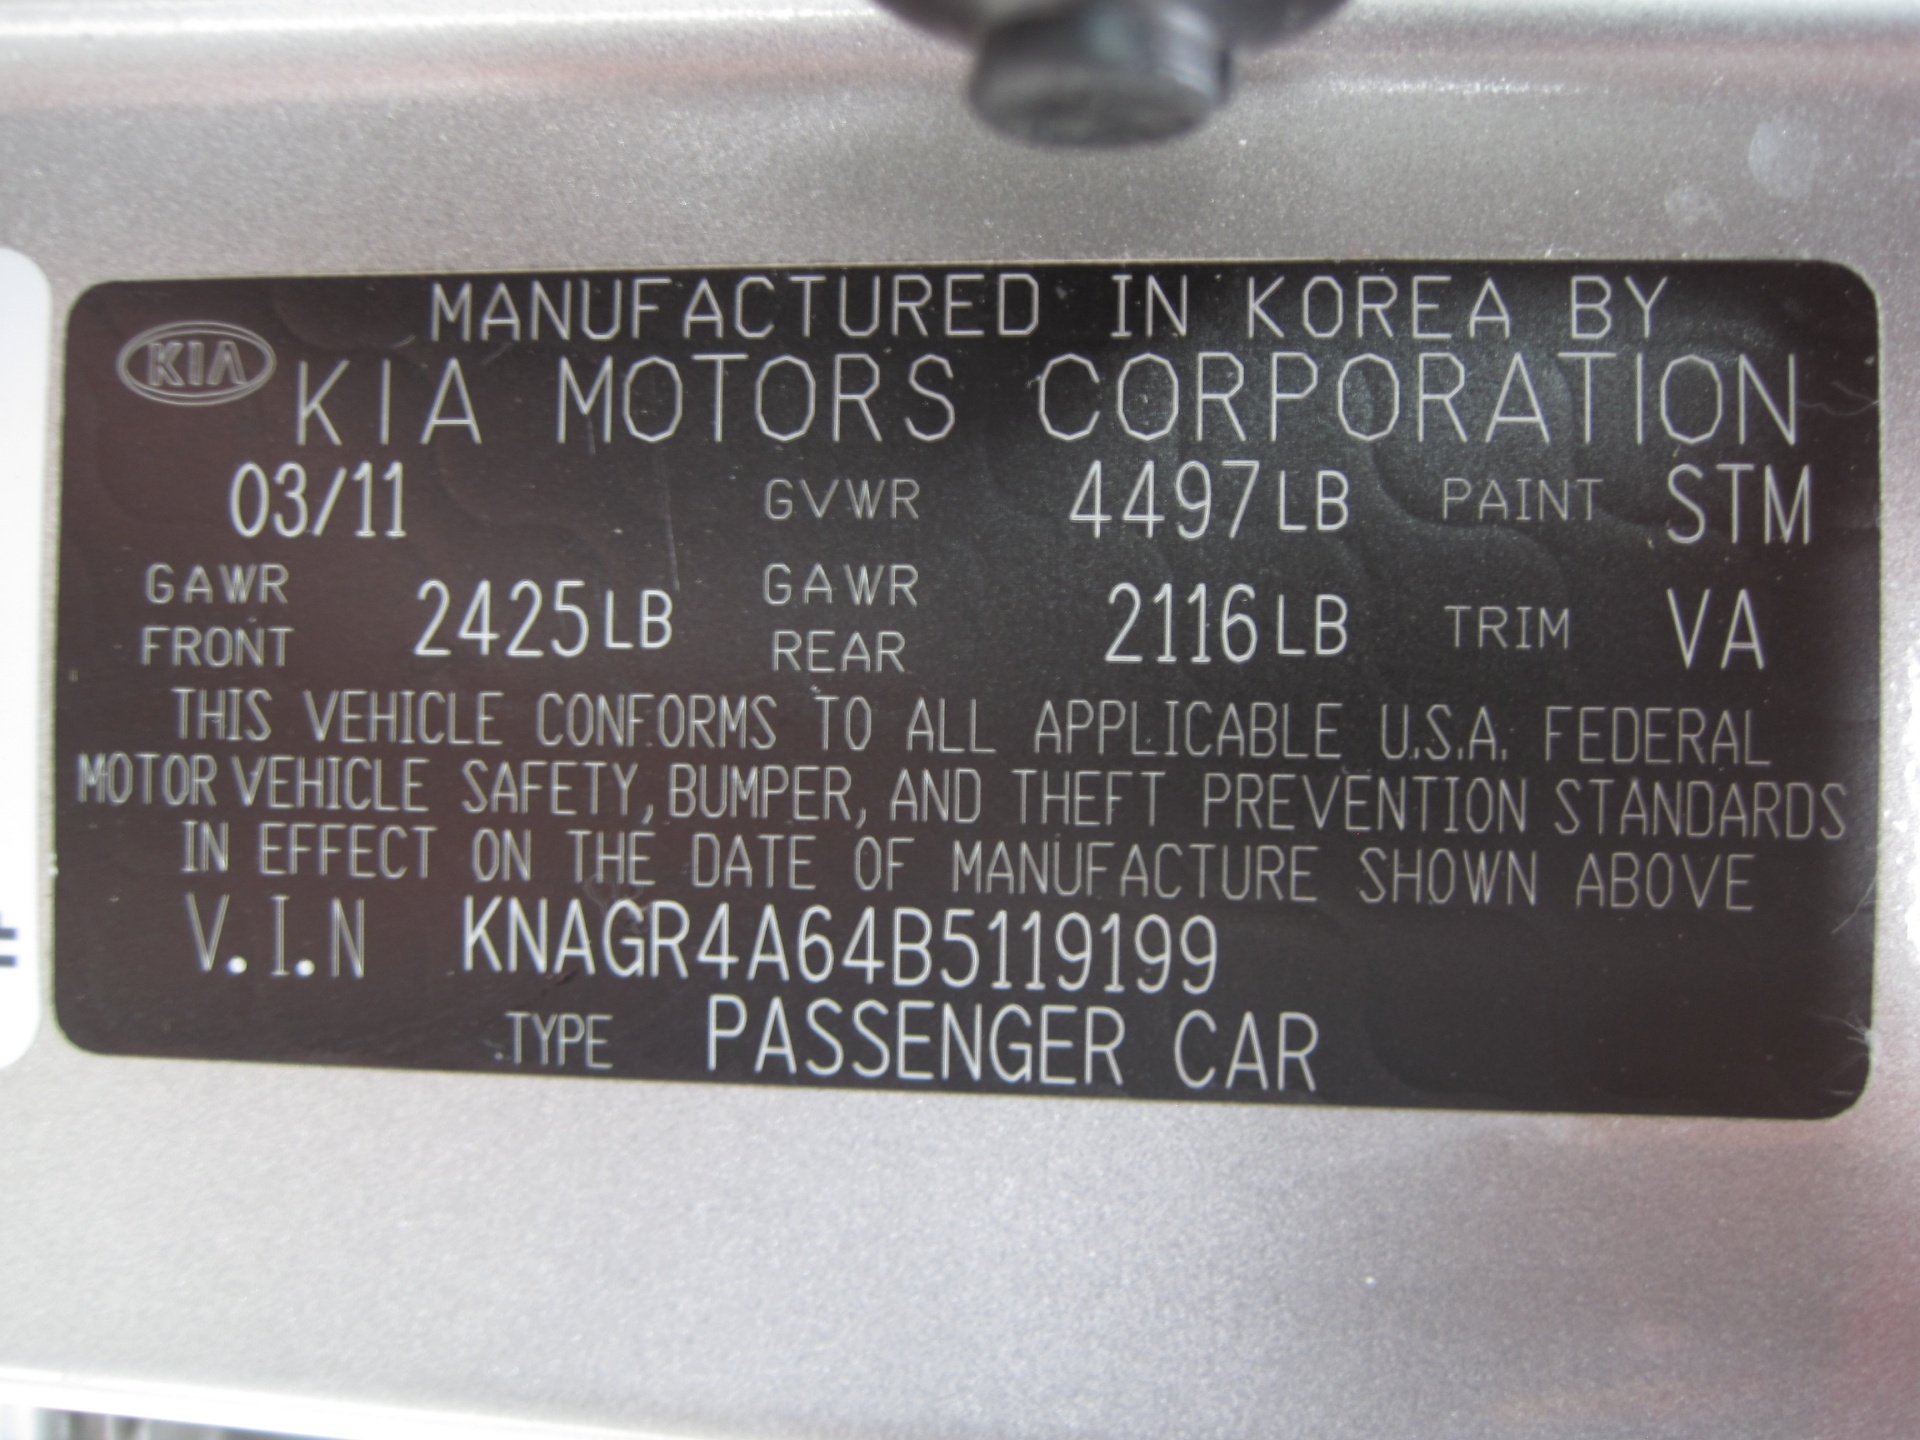 MANUFACTURED IN KOREA BY
KIA
KIA MOTORS CORPORATION
03/11 GVWR 4497LB PAINT STM
GAWR FRONT 2425LB GAWR REAR 2116LB TRIM VA
THIS VEHICLE CONFORMS TO ALL APPLICABLE U.S.A. FEDERAL
MOTOR VEHICLE SAFETY, BUMPER, AND THEFT PREVENTION STANDARDS
IN EFFECT ON THE DATE OF MANUFACTURE SHOWN ABOVE
V.I.N KNAGR4A64B5119199
TYPE PASSENGER CAR